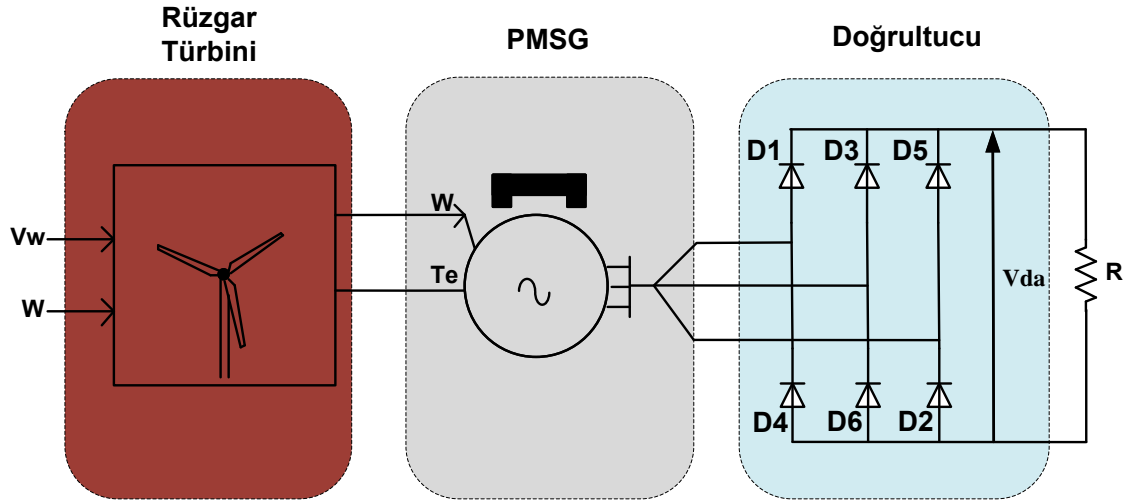 Rüzgar
Türbini
PMSG
Doğrultucu
D1
D3
D5
W
Vw
Te
Vda
R
W
D4
D6
D2